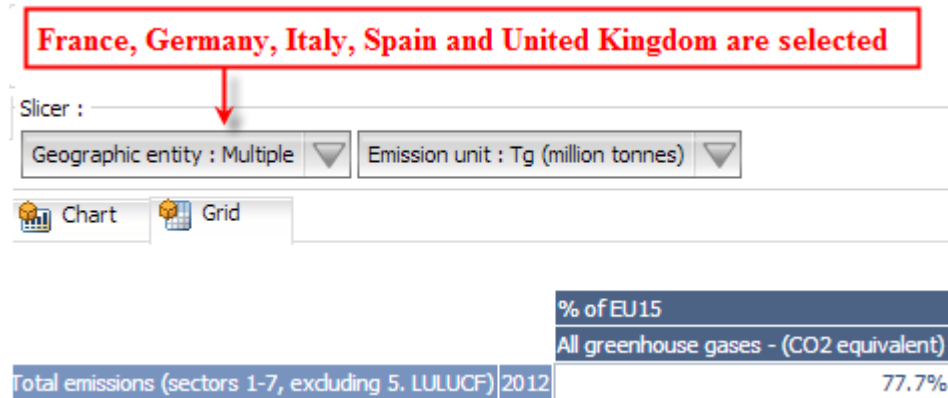 France, Germany, Italy, Spain and United Kingdom are selected
Slicer :
Geographic entity : Multiple Emission unit : Tg (million tonnes)
Chart Grid
% of EU15
All greenhouse gases - (CO2 equivalent)
Total emissions (sectors 1-7, excluding 5. LULUCF) 2012 77.7%